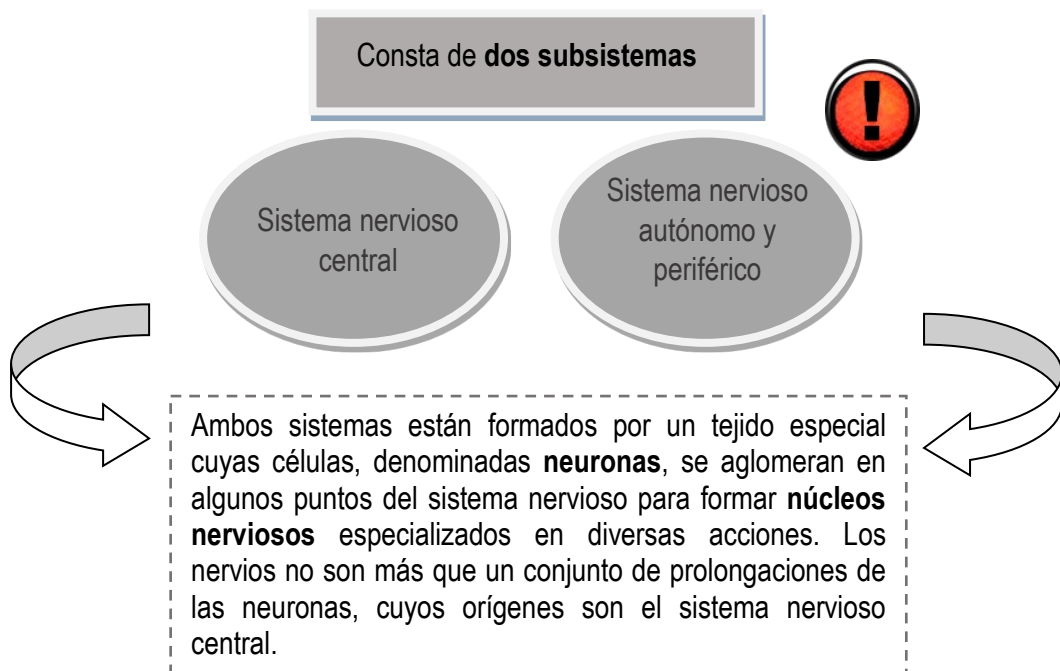 Consta de dos subsistemas
Sistema nervioso
central
Sistema nervioso
autónomo y
periférico
Ambos sistemas están formados por un tejido especial
cuyas células, denominadas neuronas, se aglomeran en
algunos puntos del sistema nervioso para formar núcleos
nerviosos especializados en diversas acciones. Los
nervios no son más que un conjunto de prolongaciones de
las neuronas, cuyos orígenes son el sistema nervioso
central.